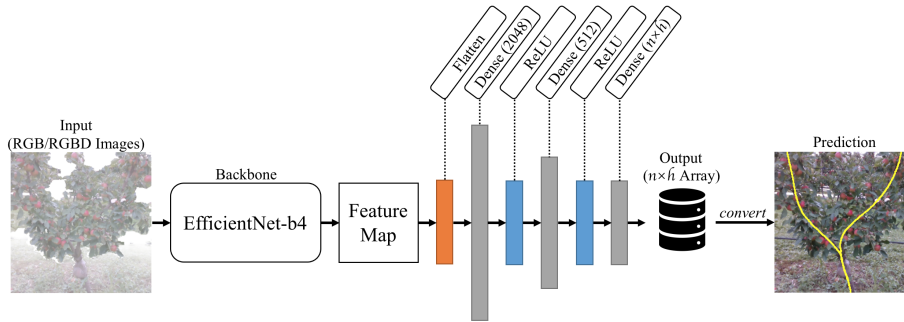 Flatten
Dense (2048)
ReLU
Dense (512)
ReLU
Dense (n×h)
Input
(RGB/RGBD Images)
Backbone
EfficientNet-b4
Feature
Map
Output
(n×h Array)
convert
Prediction